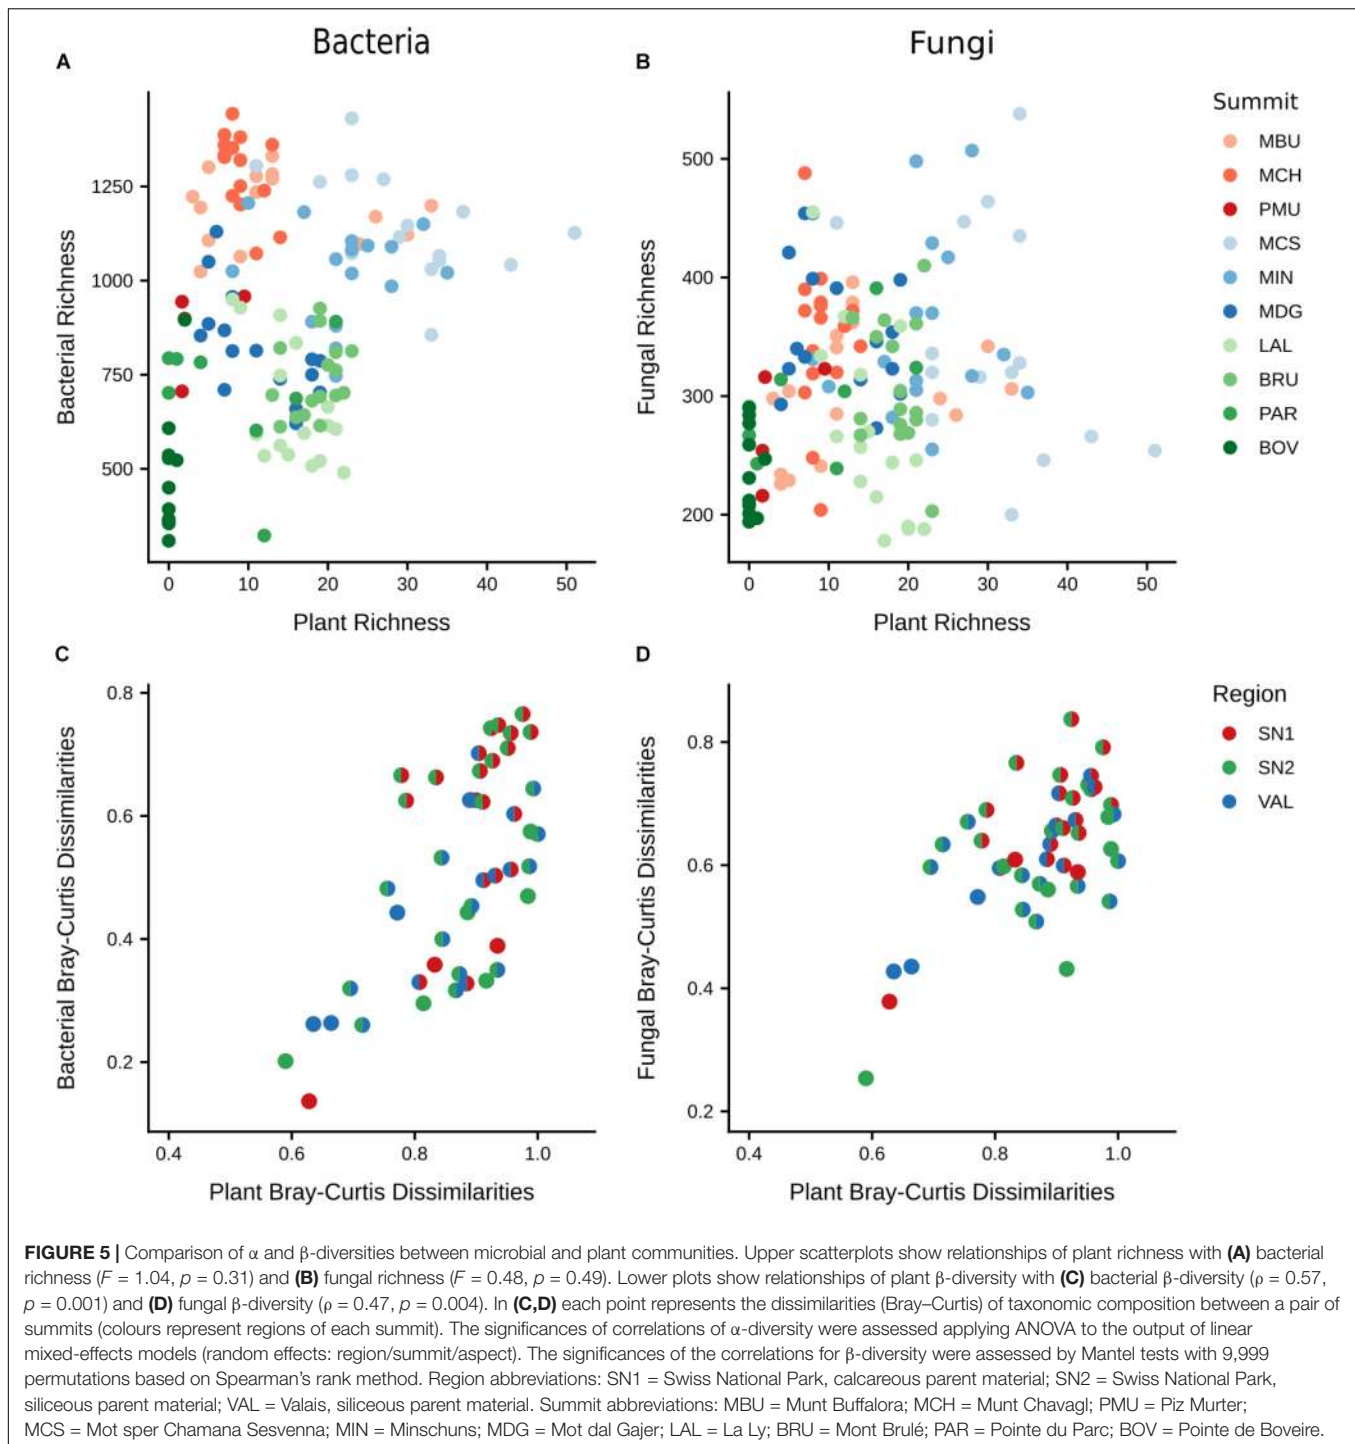 Bacteria
Fungi
A
Bacterial Richness
1250
1000
750
500
0 10 20 30 40 50
Plant Richness
B
Fungal Richness
500
400
300
200
0 10 20 30 40 50
Plant Richness
Summit
MBU
MCH
PMU
MCS
MIN
MDG
LAL
BRU
PAR
BOV
C
Bacterial Bray-Curtis Dissimilarities
0.8
0.6
0.4
0.2
0.4 0.6 0.8 1.0
Plant Bray-Curtis Dissimilarities
D
Fungal Bray-Curtis Dissimilarities
0.8
0.6
0.4
0.2
0.4 0.6 0.8 1.0
Plant Bray-Curtis Dissimilarities
Region
SN1
SN2
VAL
FIGURE 5 | Comparison of α and β-diversities between microbial and plant communities. Upper scatterplots show relationships of plant richness with (A) bacterial
richness (F = 1.04, p = 0.31) and (B) fungal richness (F = 0.48, p = 0.49). Lower plots show relationships of plant β-diversity with (C) bacterial β-diversity (ρ = 0.57,
p = 0.001) and (D) fungal β-diversity (ρ = 0.47, p = 0.004). In (C,D) each point represents the dissimilarities (Bray–Curtis) of taxonomic composition between a pair of
summits (colours represent regions of each summit). The significances of correlations of α-diversity were assessed applying ANOVA to the output of linear
mixed-effects models (random effects: region/summit/aspect). The significances of the correlations for β-diversity were assessed by Mantel tests with 9,999
permutations based on Spearman's rank method. Region abbreviations: SN1 = Swiss National Park, calcareous parent material; SN2 = Swiss National Park,
siliceous parent material; VAL = Valais, siliceous parent material. Summit abbreviations: MBU = Munt Buffalora; MCH = Munt Chavagl; PMU = Piz Murter;
MCS = Mot sper Chamana Sesvenna; MIN = Minschuns; MDG = Mot dal Gajer; LAL = La Ly; BRU = Mont Brulé; PAR = Pointe du Parc; BOV = Pointe de Boveire.